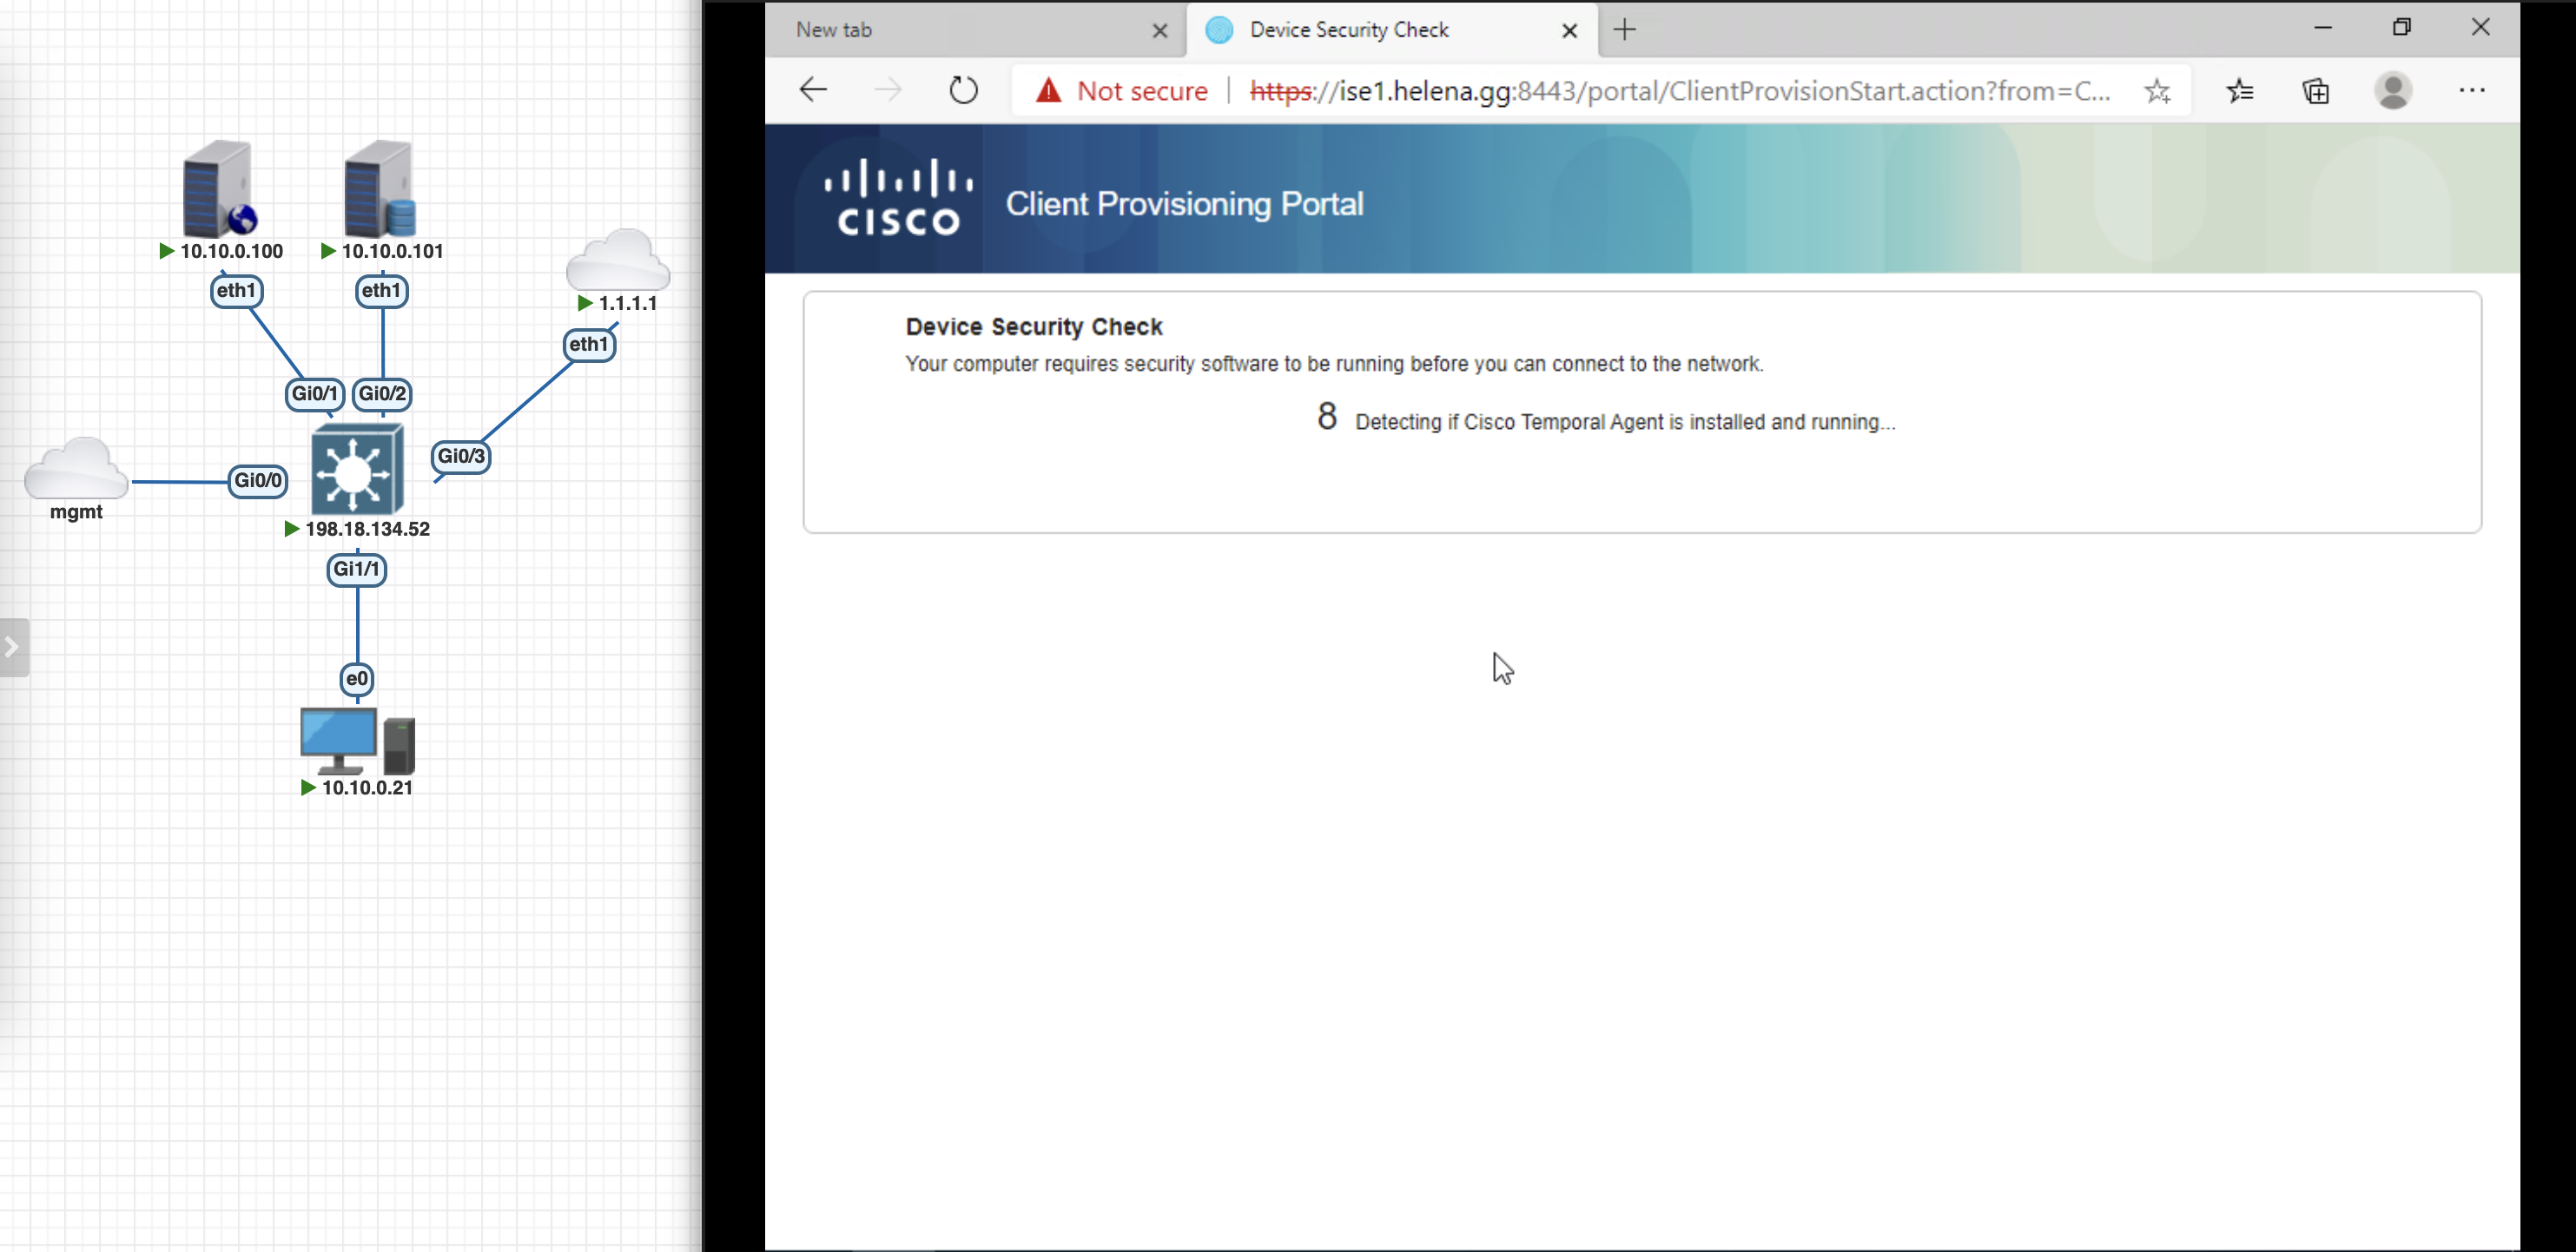 10.10.0.100
10.10.0.101
eth1
eth1
1.1.1.1
eth1
Gi0/1
Gi0/2
Gi0/3
Gi0/0
mgmt
198.18.134.52
Gi1/1
e0
10.10.0.21
New tab
Device Security Check
Not secure | https://ise1.helena.gg:8443/portal/ClientProvisionStart.action?from=C...
CISCO
Client Provisioning Portal
Device Security Check
Your computer requires security software to be running before you can connect to the network.
8 Detecting if Cisco Temporal Agent is installed and running...